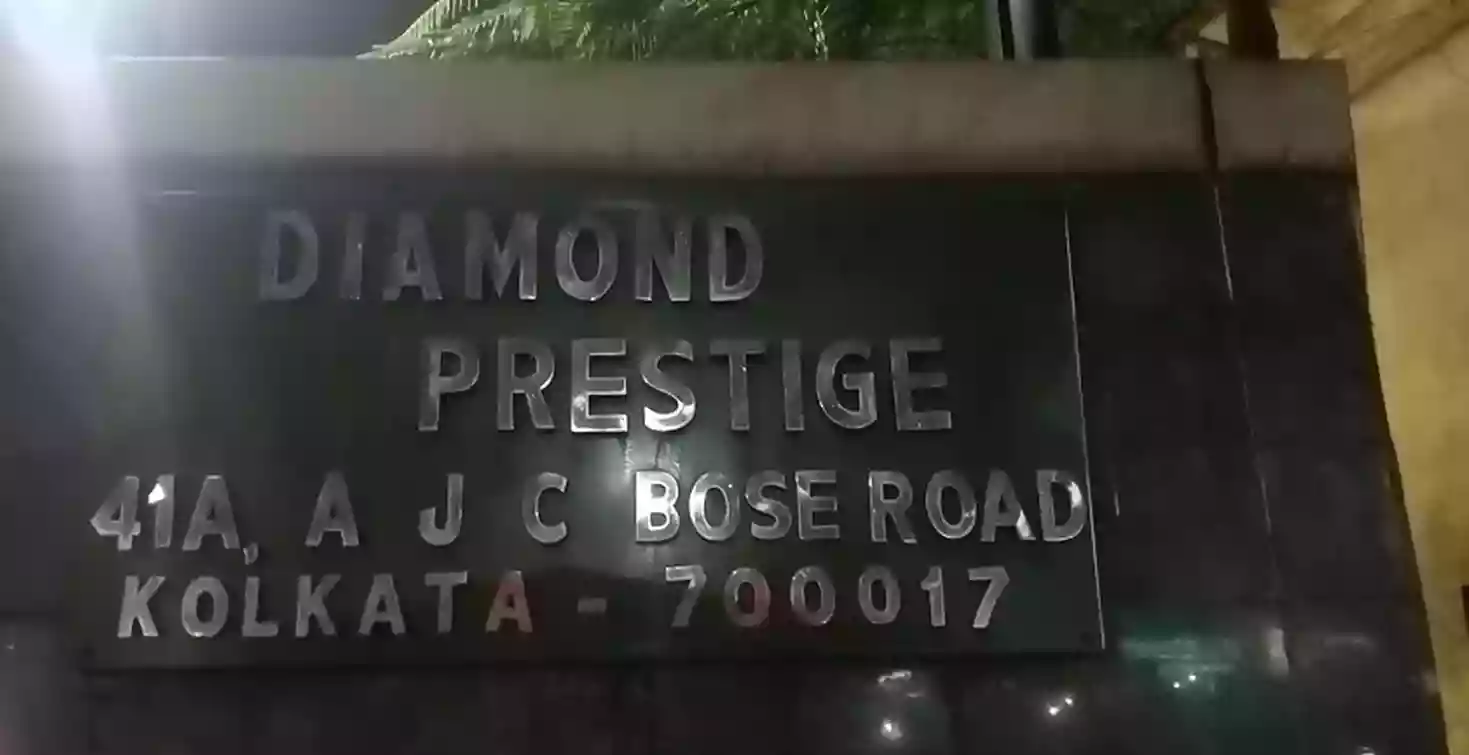 DIAMOND
PRESTIGE
41A, A J C BOSE ROAD
KOLKATA - 700017